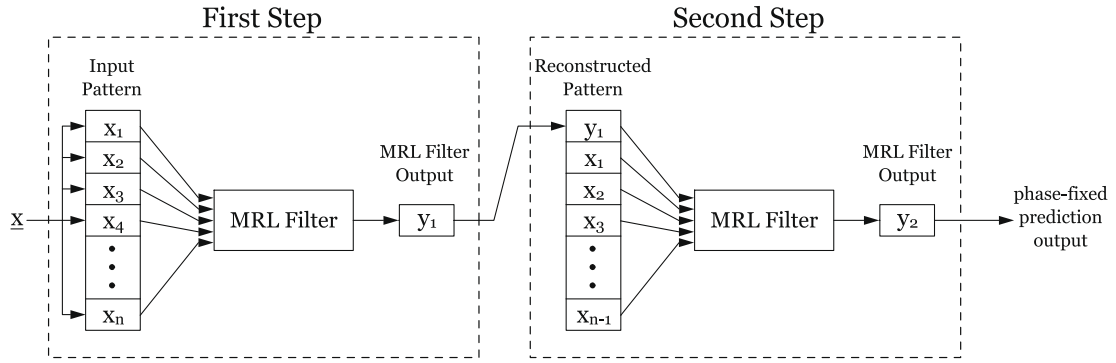 First Step
Input
Pattern
x
x₁
x₂
x₃
x₄
xₙ
MRL Filter
MRL Filter
Output
y₁
Second Step
Reconstructed
Pattern
y₁
x₁
x₂
x₃
xₙ₋₁
MRL Filter
MRL Filter
Output
y₂
phase-fixed
prediction
output